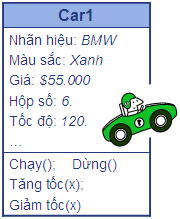 Car1
Nhãn hiệu: BMW
Màu sắc: Xanh
Giá: $55.000
Hộp số: 6.
Tốc độ: 120.
…
Chạy(); Dừng()
Tăng tốc(x);
Giảm tốc(x)